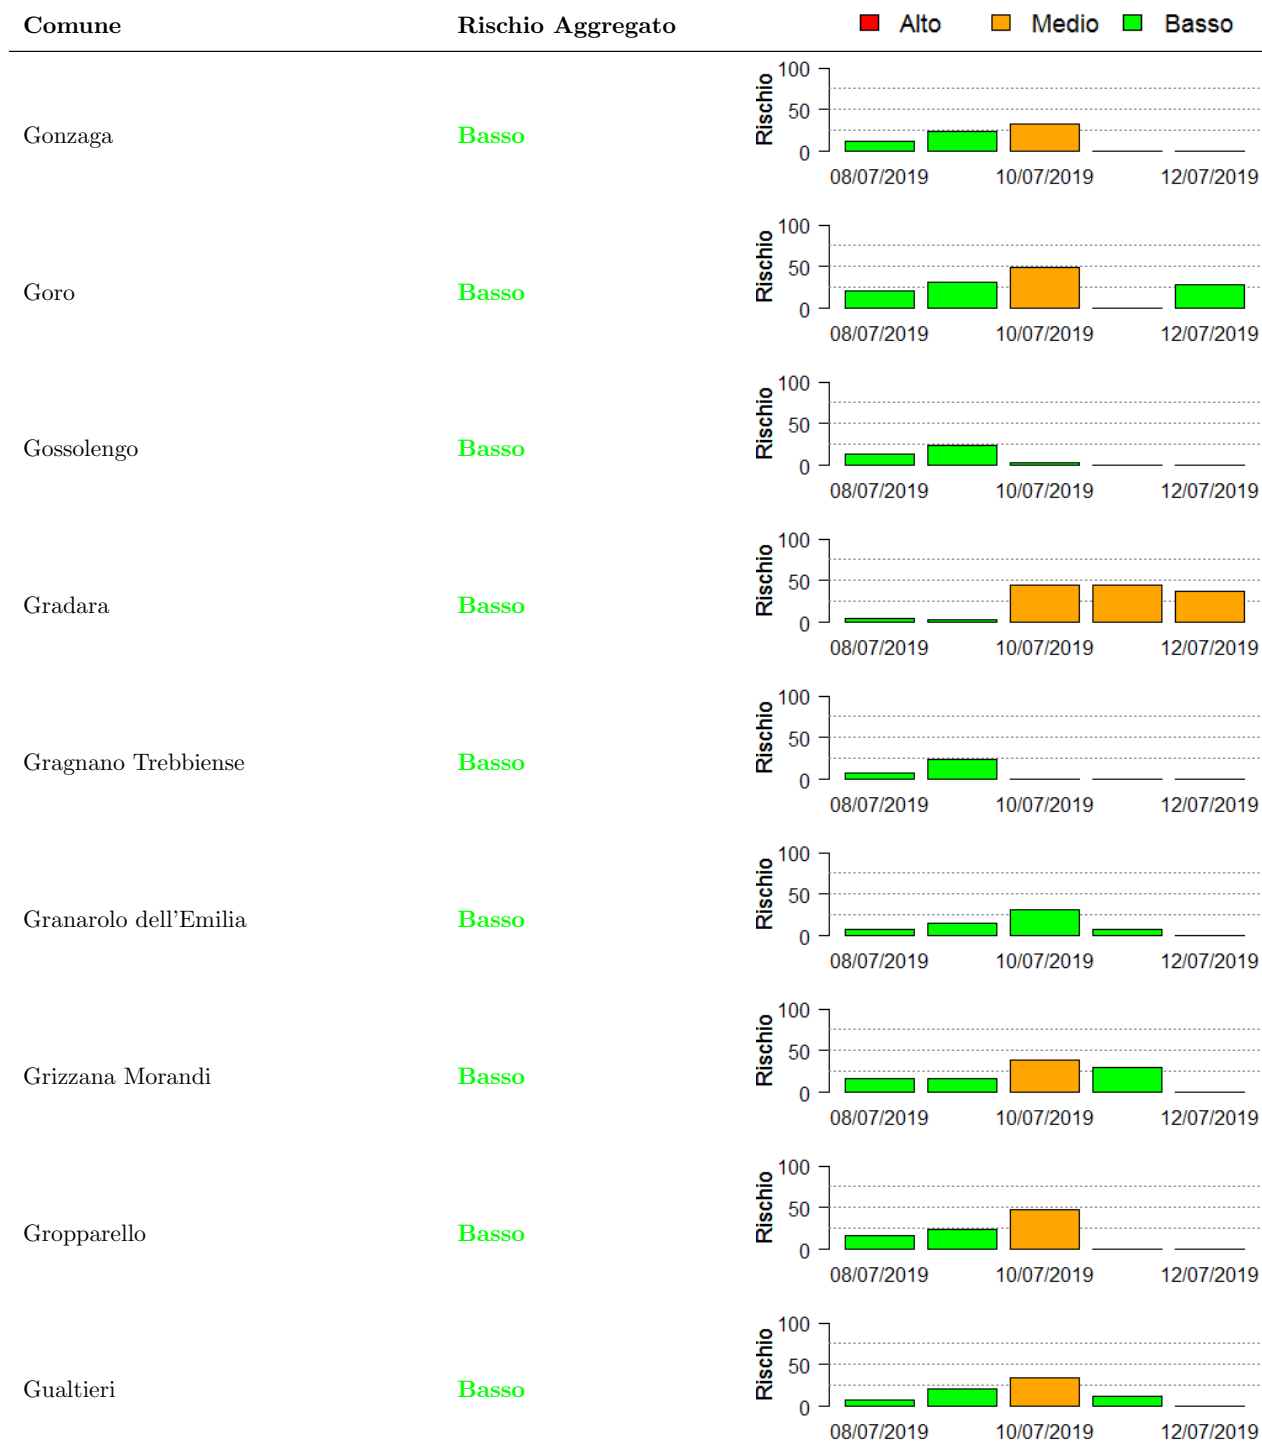 Comune Rischio Aggregato Alto Medio Basso
Gonzaga Basso Rischio 100 50 0
08/07/2019 10/07/2019 12/07/2019
Goro Basso Rischio 100 50 0
08/07/2019 10/07/2019 12/07/2019
Gossolengo Basso Rischio 100 50 0
08/07/2019 10/07/2019 12/07/2019
Gradara Basso Rischio 100 50 0
08/07/2019 10/07/2019 12/07/2019
Gragnano Trebbiense Basso Rischio 100 50 0
08/07/2019 10/07/2019 12/07/2019
Granarolo dell'Emilia Basso Rischio 100 50 0
08/07/2019 10/07/2019 12/07/2019
Grizzana Morandi Basso Rischio 100 50 0
08/07/2019 10/07/2019 12/07/2019
Gropparello Basso Rischio 100 50 0
08/07/2019 10/07/2019 12/07/2019
Gualtieri Basso Rischio 100 50 0
08/07/2019 10/07/2019 12/07/2019